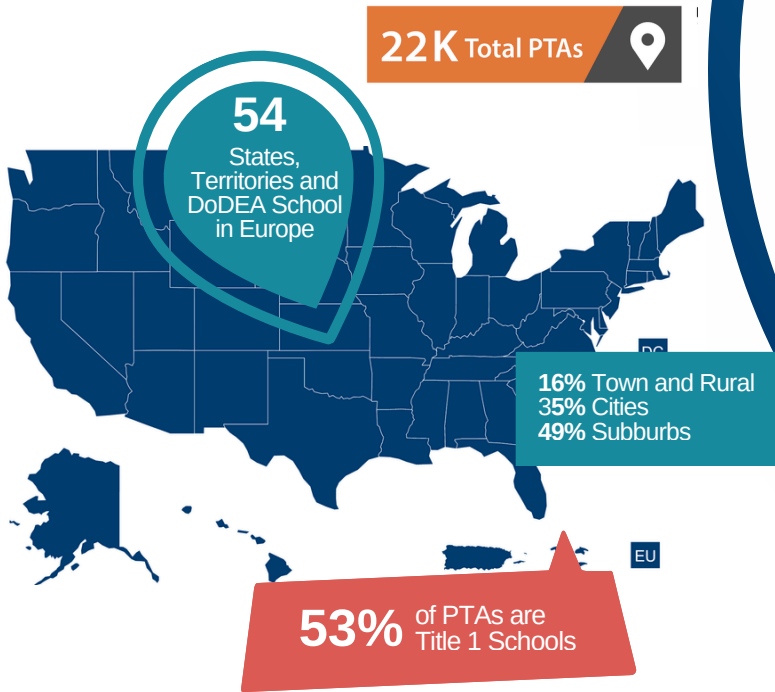 22K Total PTAs
54
States,
Territories and
DoDEA School
in Europe
DC
16% Town and Rural
35% Cities
49% Subburbs
EU
53% of PTAs are
Title 1 Schools